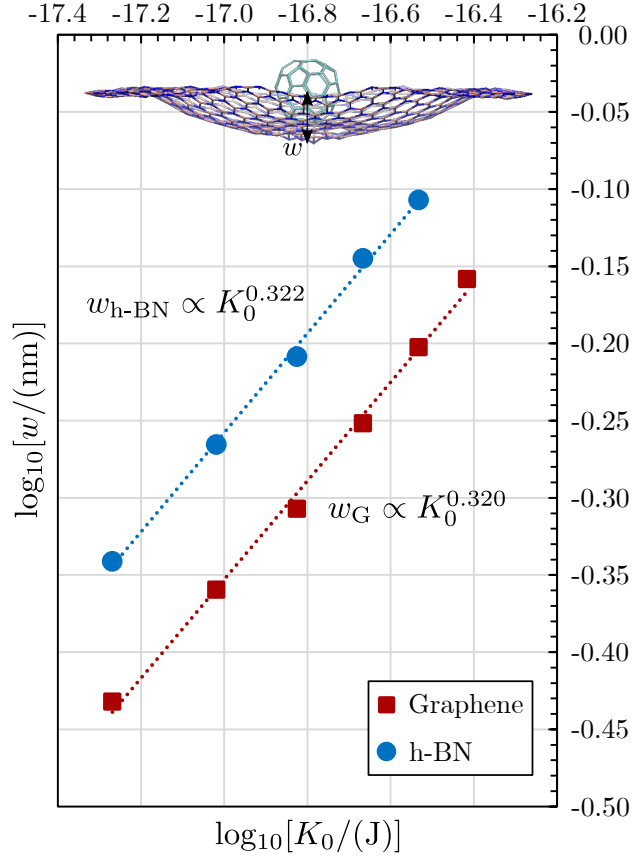 -17.4 -17.2 -17.0 -16.8 -16.6 -16.4 -16.2
0.00
-0.05
w
-0.10
-0.15
w_{h-BN} ∝ K_0^{0.322}
-0.20
log₁₀[w/(nm)]
-0.25
-0.30
w_G ∝ K_0^{0.320}
-0.35
-0.40
Graphene
-0.45
h-BN
-0.50
log₁₀[K₀/(J)]